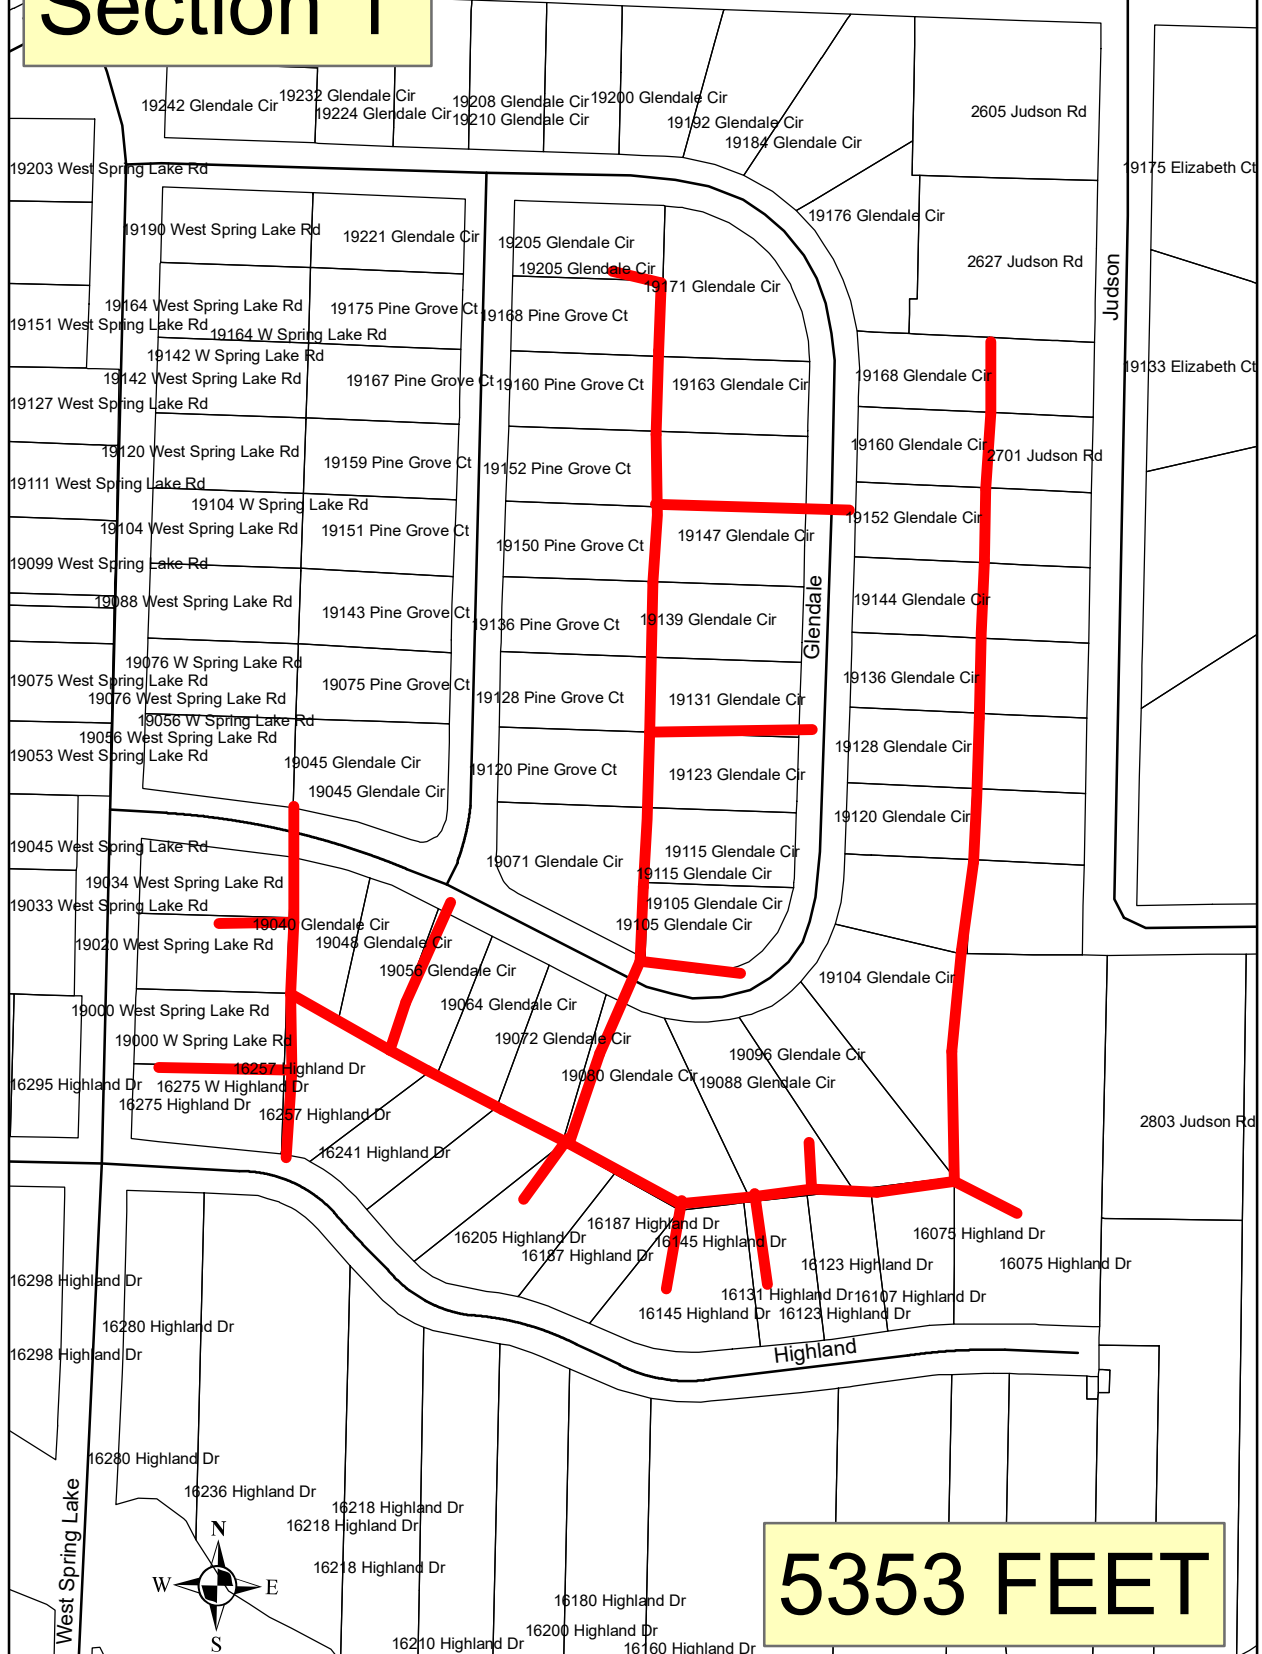 Section 1
19242 Glendale Cir
19232 Glendale Cir
19224 Glendale Cir
19208 Glendale Cir
19210 Glendale Cir
19200 Glendale Cir
19192 Glendale Cir
19184 Glendale Cir
2605 Judson Rd
19203 West Spring Lake Rd
19175 Elizabeth Ct
19190 West Spring Lake Rd
19221 Glendale Cir
19205 Glendale Cir
19205 Glendale Cir
19176 Glendale Cir
2627 Judson Rd
Judson
19171 Glendale Cir
19164 West Spring Lake Rd
19175 Pine Grove Ct
19168 Pine Grove Ct
19151 West Spring Lake Rd
19164 W Spring Lake Rd
19142 W Spring Lake Rd
19142 West Spring Lake Rd
19167 Pine Grove Ct
19160 Pine Grove Ct
19163 Glendale Cir
19168 Glendale Cir
19133 Elizabeth Ct
19127 West Spring Lake Rd
19120 West Spring Lake Rd
19159 Pine Grove Ct
19152 Pine Grove Ct
19160 Glendale Cir
2701 Judson Rd
19111 West Spring Lake Rd
19104 W Spring Lake Rd
19104 West Spring Lake Rd
19151 Pine Grove Ct
19150 Pine Grove Ct
19147 Glendale Cir
19152 Glendale Cir
19099 West Spring Lake Rd
19088 West Spring Lake Rd
19143 Pine Grove Ct
19136 Pine Grove Ct
19139 Glendale Cir
Glendale
19144 Glendale Cir
19076 W Spring Lake Rd
19075 West Spring Lake Rd
19076 West Spring Lake Rd
19075 Pine Grove Ct
19128 Pine Grove Ct
19131 Glendale Cir
19136 Glendale Cir
19056 W Spring Lake Rd
19056 West Spring Lake Rd
19053 West Spring Lake Rd
19045 Glendale Cir
19045 Glendale Cir
19120 Pine Grove Ct
19123 Glendale Cir
19128 Glendale Cir
19120 Glendale Cir
19045 West Spring Lake Rd
19071 Glendale Cir
19115 Glendale Cir
19115 Glendale Cir
19034 West Spring Lake Rd
19033 West Spring Lake Rd
19105 Glendale Cir
19105 Glendale Cir
19040 Glendale Cir
19020 West Spring Lake Rd
19048 Glendale Cir
19056 Glendale Cir
19104 Glendale Cir
19000 West Spring Lake Rd
19064 Glendale Cir
19000 W Spring Lake Rd
19072 Glendale Cir
19096 Glendale Cir
16257 Highland Dr
19080 Glendale Cir
19088 Glendale Cir
16295 Highland Dr
16275 W Highland Dr
16275 Highland Dr
16257 Highland Dr
2803 Judson Rd
16241 Highland Dr
16187 Highland Dr
16205 Highland Dr
16145 Highland Dr
16187 Highland Dr
16075 Highland Dr
16123 Highland Dr
16075 Highland Dr
16298 Highland Dr
16131 Highland Dr
16107 Highland Dr
16145 Highland Dr
16123 Highland Dr
16280 Highland Dr
16298 Highland Dr
Highland
16280 Highland Dr
16236 Highland Dr
16218 Highland Dr
16218 Highland Dr
16218 Highland Dr
West Spring Lake
N
W
E
S
16180 Highland Dr
16200 Highland Dr
16210 Highland Dr
16160 Highland Dr
5353 FEET